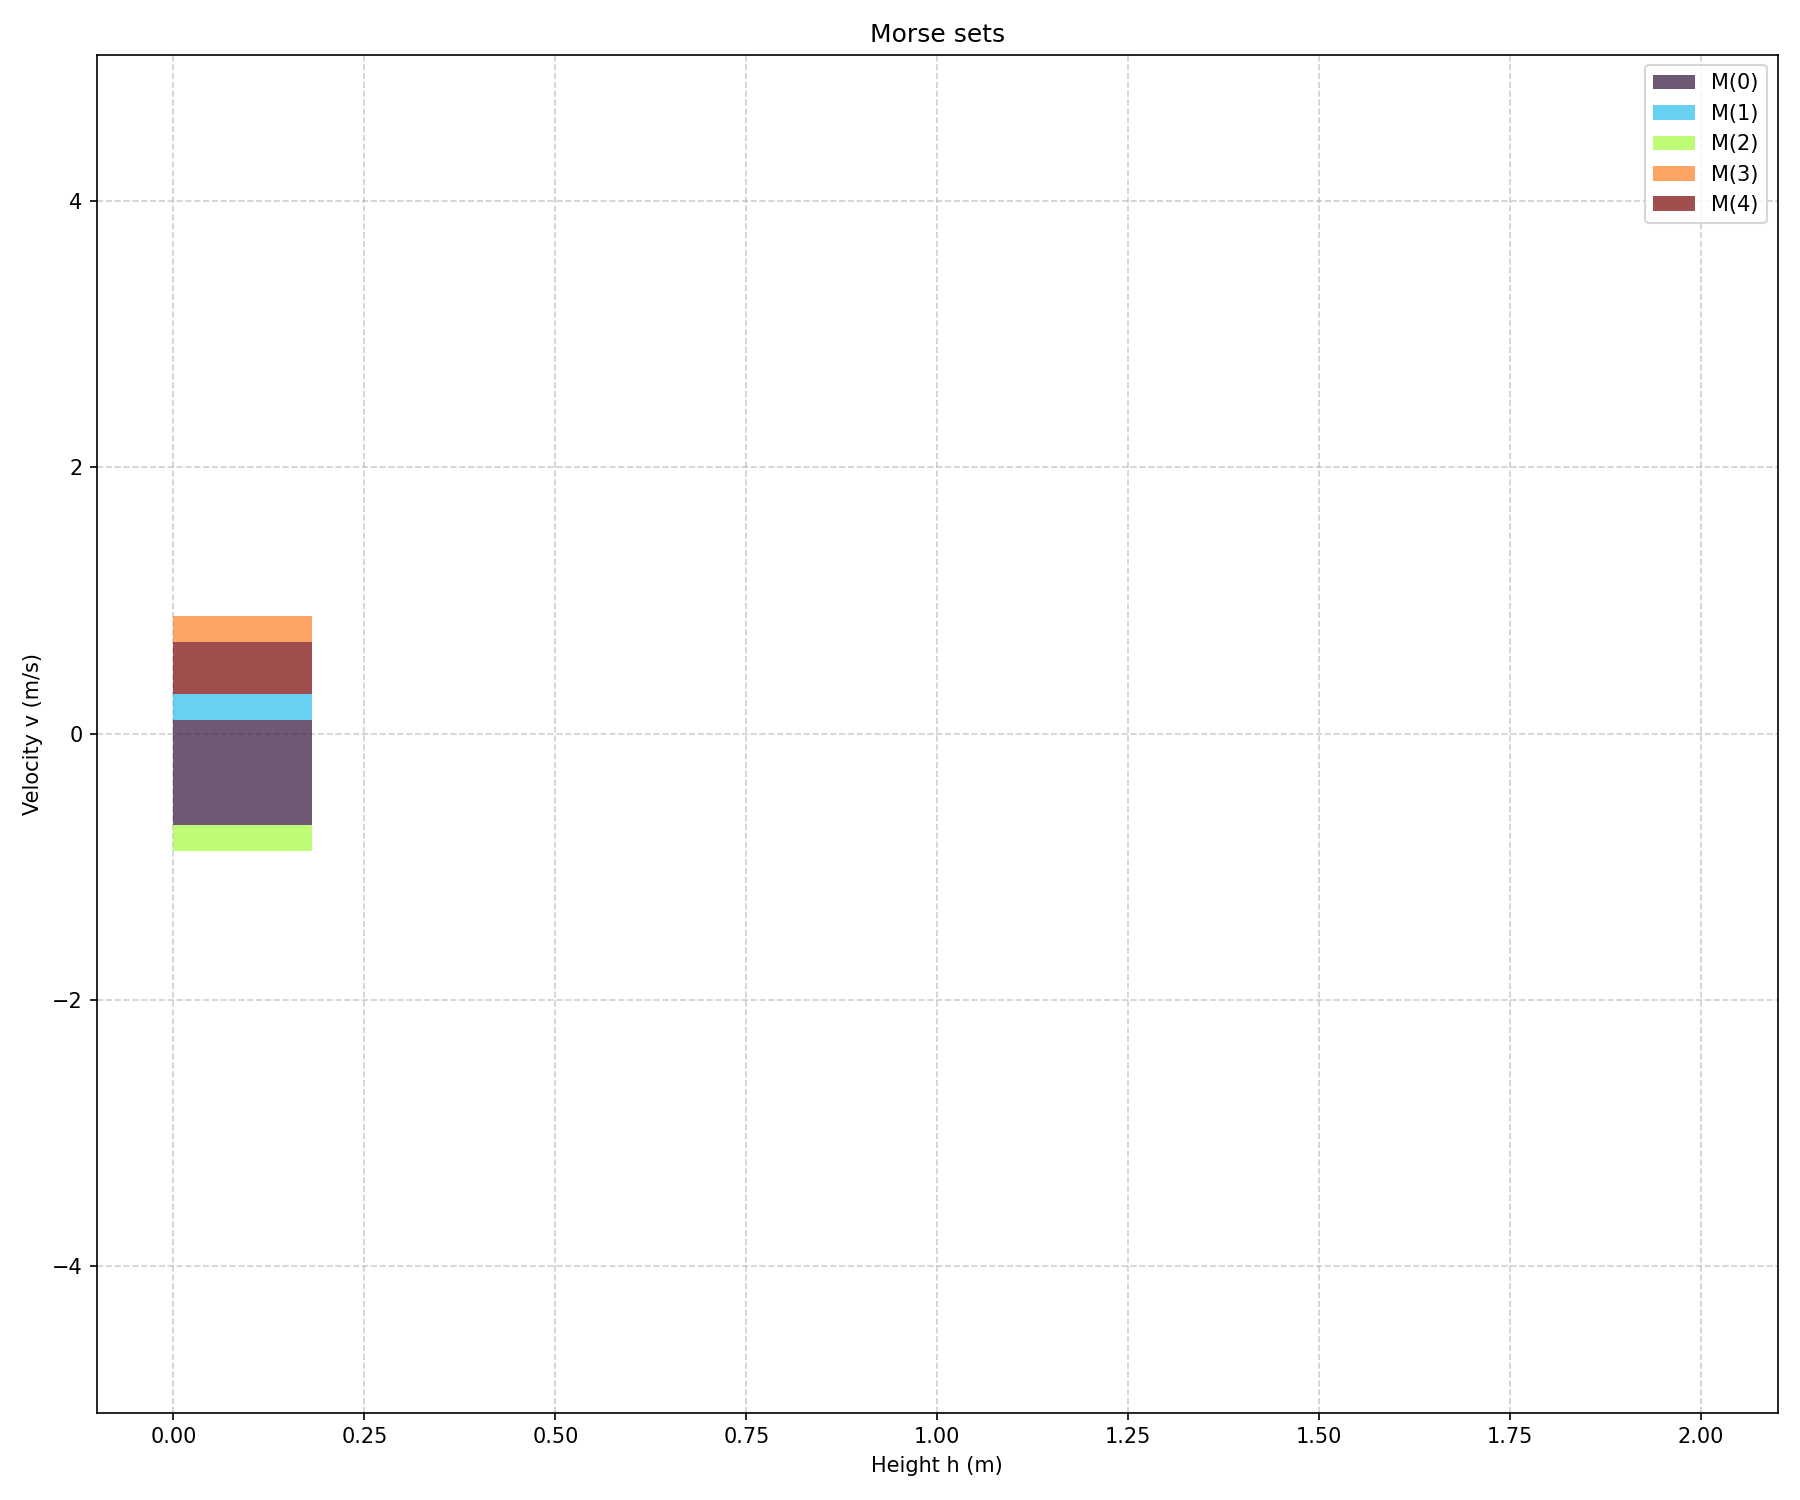 Morse sets
M(0)
M(1)
M(2)
M(3)
M(4)
4
2
0
−2
−4
Velocity v (m/s)
0.00 0.25 0.50 0.75 1.00 1.25 1.50 1.75 2.00
Height h (m)